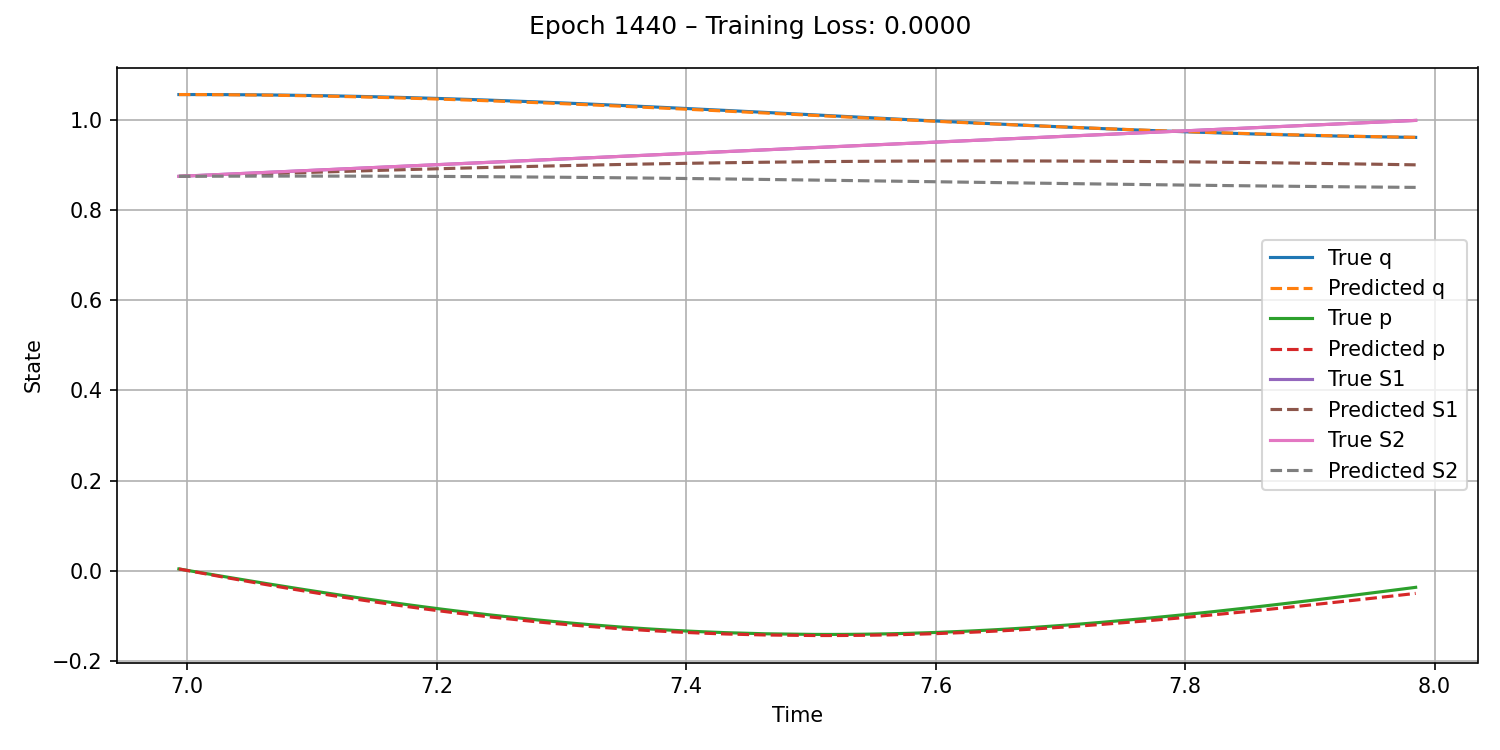 Epoch 1440 – Training Loss: 0.0000
1.0
0.8
0.6
0.4
0.2
0.0
−0.2
State
7.0 7.2 7.4 7.6 7.8 8.0
Time
True q
Predicted q
True p
Predicted p
True S1
Predicted S1
True S2
Predicted S2